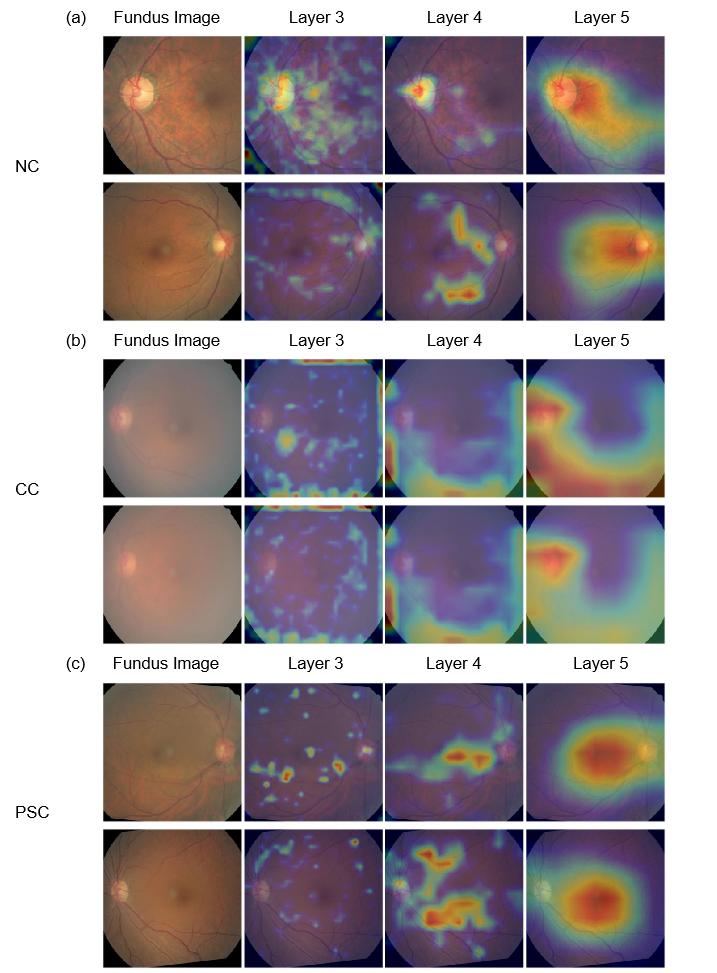 (a) Fundus Image Layer 3 Layer 4 Layer 5
NC
(b) Fundus Image Layer 3 Layer 4 Layer 5
CC
(c) Fundus Image Layer 3 Layer 4 Layer 5
PSC